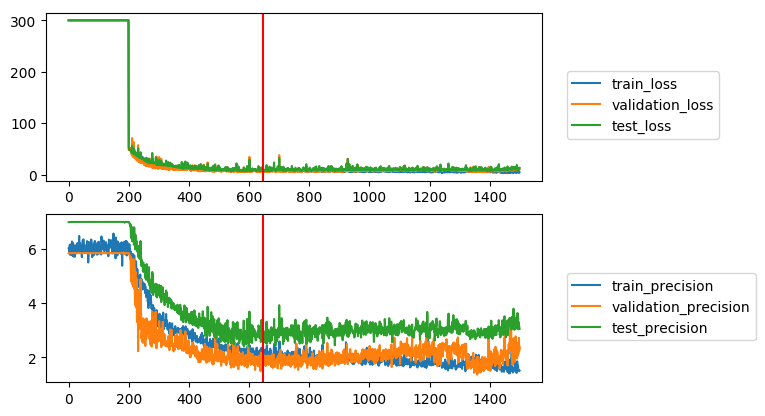 300
200
100
0
0 200 400 600 800 1000 1200 1400
train_loss
validation_loss
test_loss
6
4
2
0 200 400 600 800 1000 1200 1400
train_precision
validation_precision
test_precision